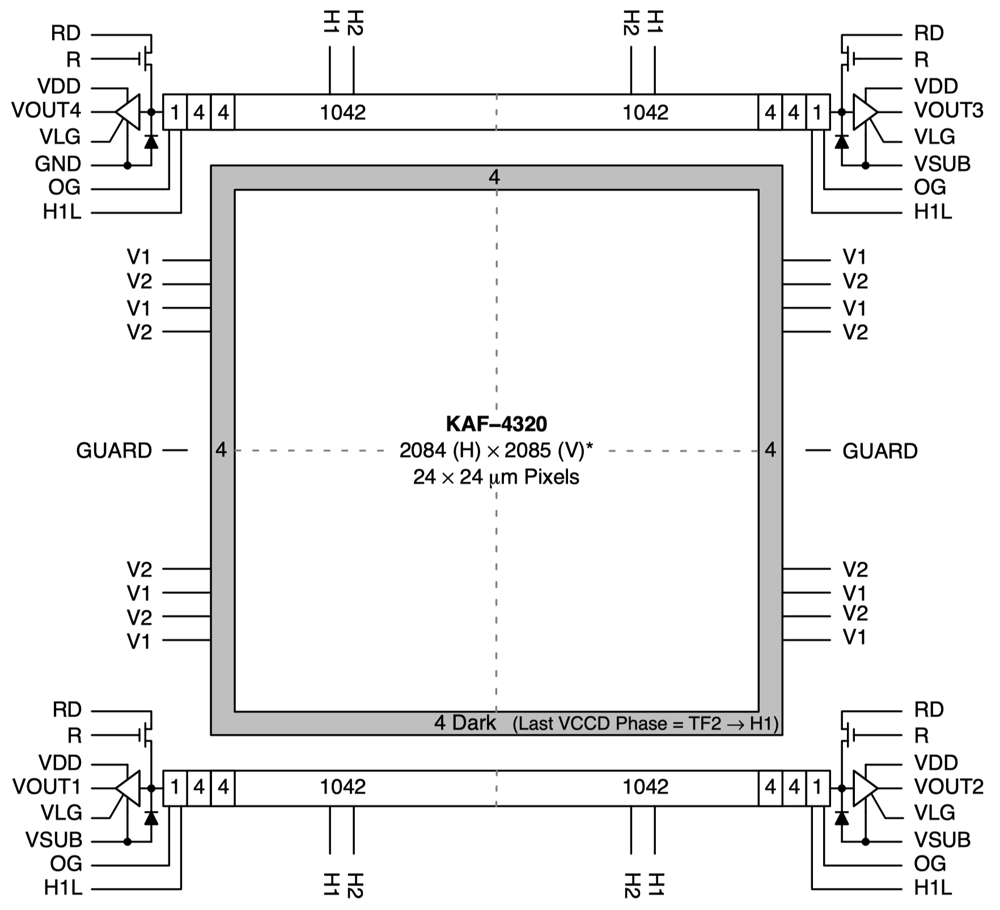 H1 H2 H2 H1
RD RD
R R
VDD VDD
VOUT4 1 4 4 1042 1042 4 4 1 VOUT3
VLG VLG
GND VSUB
4
OG OG
H1L H1L
V1 V1
V2 V2
V1 V1
V2 V2
KAF–4320
GUARD 4 2084 (H) × 2085 (V)* 4 GUARD
24 × 24 μm Pixels
V2 V2
V1 V1
V2 V2
V1 V1
RD RD
4 Dark (Last VCCD Phase = TF2 → H1)
R R
VDD VDD
VOUT1 1 4 4 1042 1042 4 4 1 VOUT2
VLG VLG
VSUB VSUB
OG OG
H1L H1L
H1 H2 H2 H1